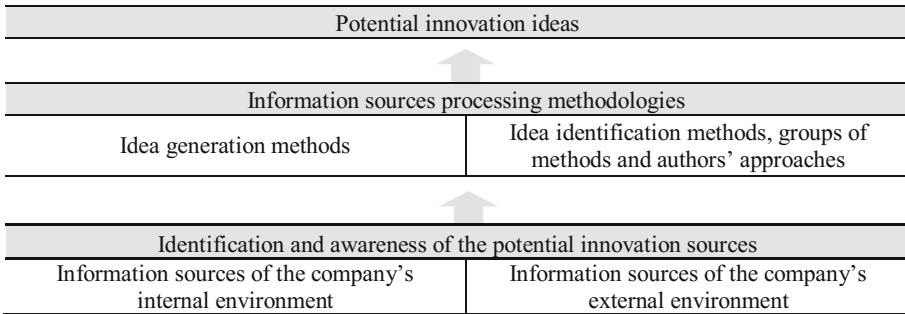 Potential innovation ideas
Information sources processing methodologies
Idea generation methods
Idea identification methods, groups of
methods and authors’ approaches
Identification and awareness of the potential innovation sources
Information sources of the company’s
internal environment
Information sources of the company’s
external environment